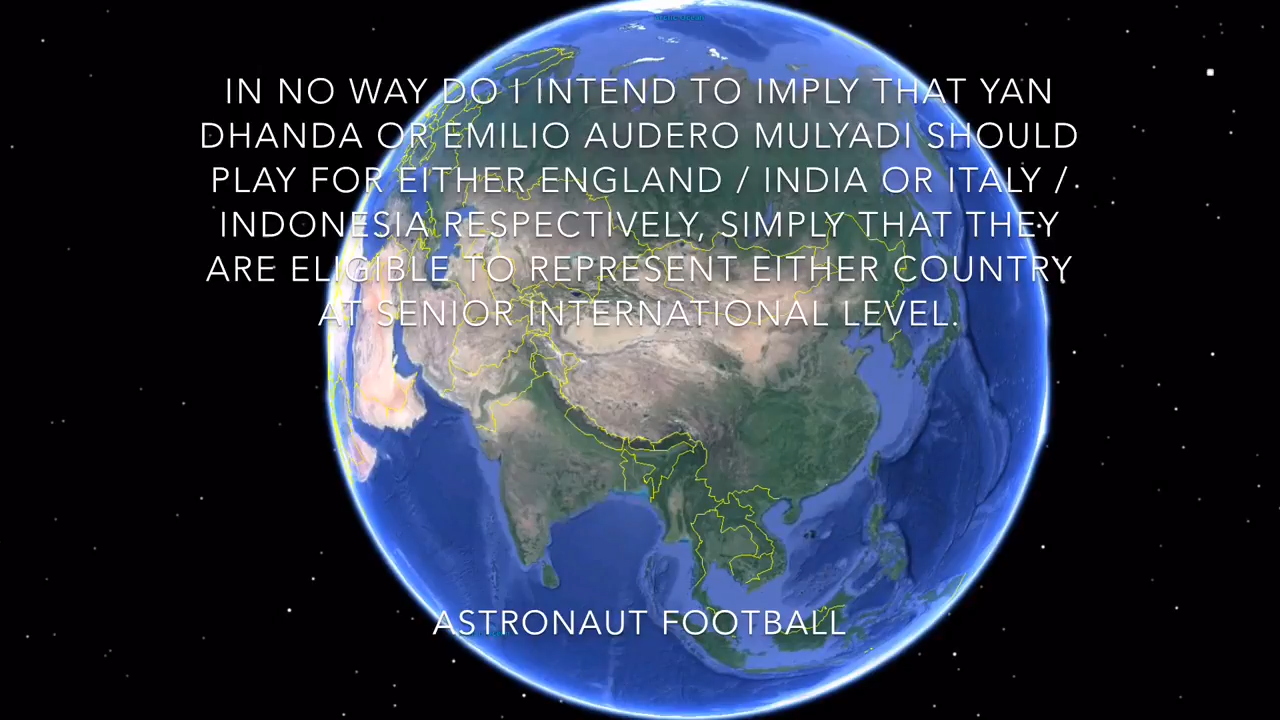 IN NO WAY DO I INTEND TO IMPLY THAT YAN
DHANDA OR EMILIO AUDERO MULYADI SHOULD
PLAY FOR EITHER ENGLAND / INDIA OR ITALY /
INDONESIA RESPECTIVELY, SIMPLY THAT THEY
ARE ELIGIBLE TO REPRESENT EITHER COUNTRY
AT SENIOR INTERNATIONAL LEVEL.
ASTRONAUT FOOTBALL